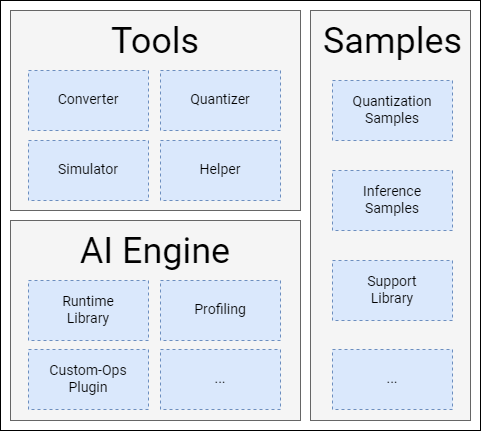 Tools
Converter
Quantizer
Simulator
Helper
AI Engine
Runtime
Library
Profiling
Custom-Ops
Plugin
...
Samples
Quantization
Samples
Inference
Samples
Support
Library
...